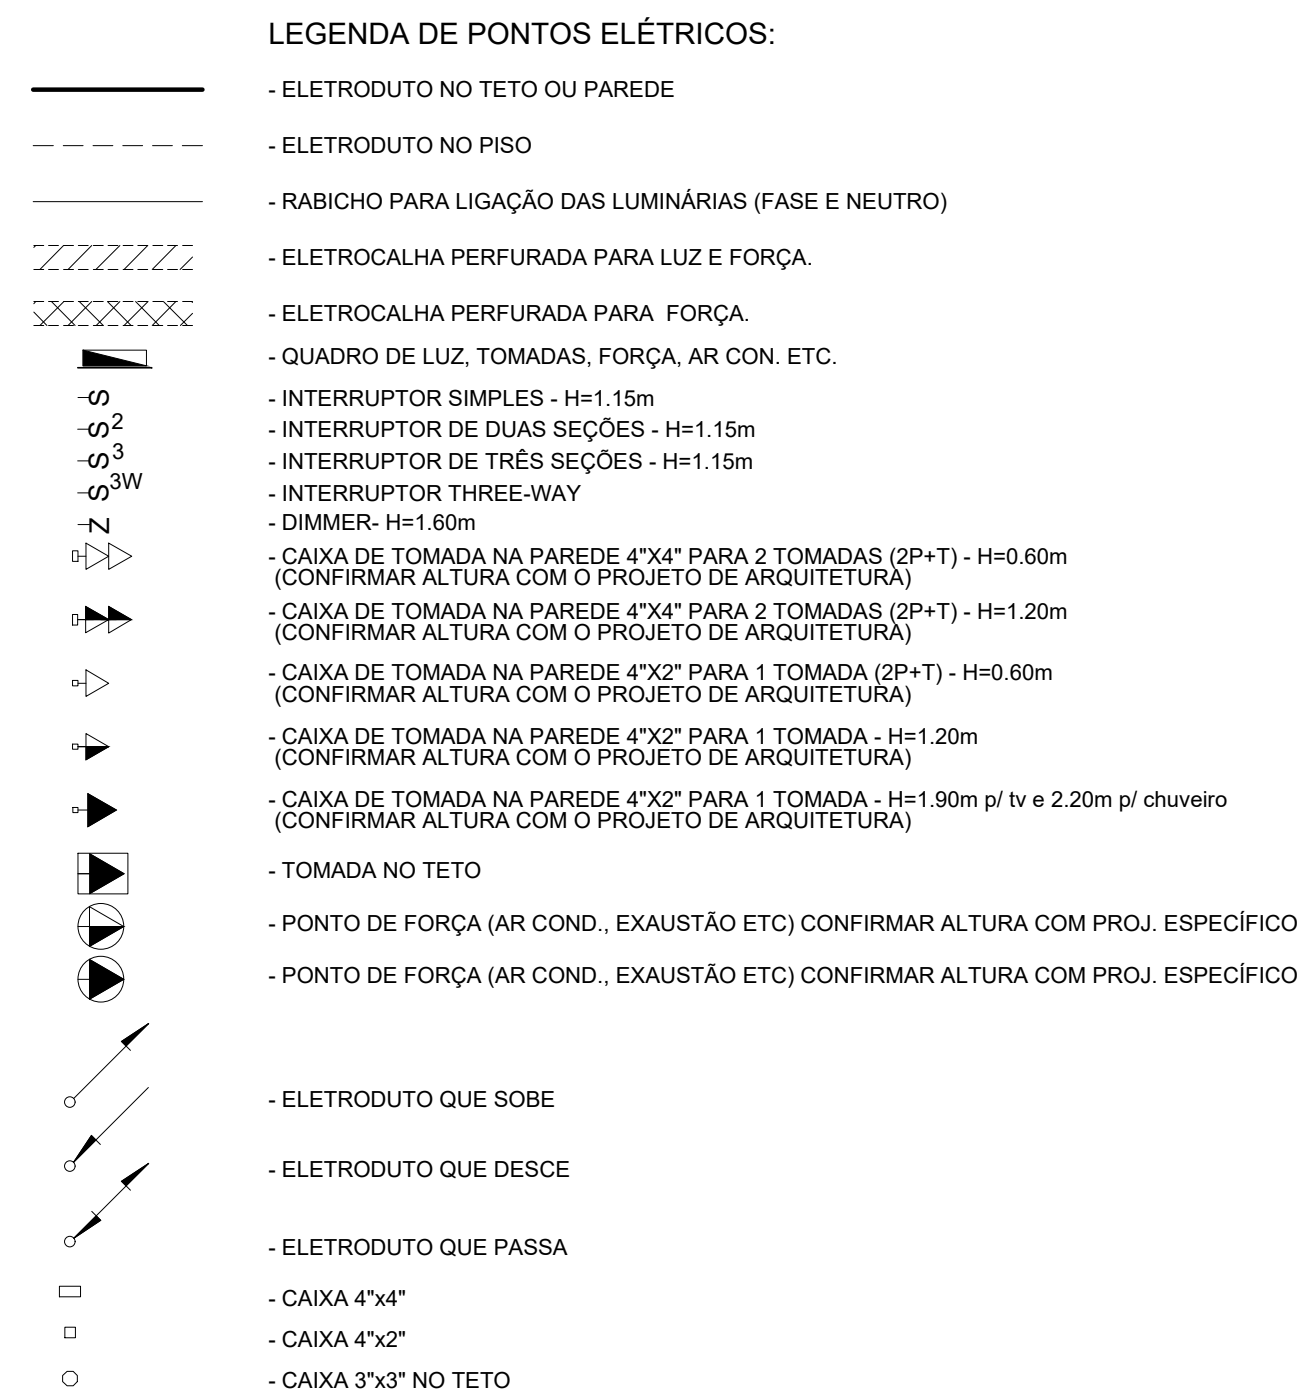 LEGENDA DE PONTOS ELÉTRICOS:
- ELETRODUTO NO TETO OU PAREDE
- ELETRODUTO NO PISO
- RABICHO PARA LIGAÇÃO DAS LUMINÁRIAS (FASE E NEUTRO)
- ELETROCALHA PERFURADA PARA LUZ E FORÇA.
- ELETROCALHA PERFURADA PARA  FORÇA.
- QUADRO DE LUZ, TOMADAS, FORÇA, AR CON. ETC.
S - INTERRUPTOR SIMPLES - H=1.15m
S2 - INTERRUPTOR DE DUAS SEÇÕES - H=1.15m
S3 - INTERRUPTOR DE TRÊS SEÇÕES - H=1.15m
S3W - INTERRUPTOR THREE-WAY
Z - DIMMER- H=1.60m
- CAIXA DE TOMADA NA PAREDE 4"X4" PARA 2 TOMADAS (2P+T) - H=0.60m
(CONFIRMAR ALTURA COM O PROJETO DE ARQUITETURA)
- CAIXA DE TOMADA NA PAREDE 4"X4" PARA 2 TOMADAS (2P+T) - H=1.20m
(CONFIRMAR ALTURA COM O PROJETO DE ARQUITETURA)
- CAIXA DE TOMADA NA PAREDE 4"X2" PARA 1 TOMADA (2P+T) - H=0.60m
(CONFIRMAR ALTURA COM O PROJETO DE ARQUITETURA)
- CAIXA DE TOMADA NA PAREDE 4"X2" PARA 1 TOMADA - H=1.20m
(CONFIRMAR ALTURA COM O PROJETO DE ARQUITETURA)
- CAIXA DE TOMADA NA PAREDE 4"X2" PARA 1 TOMADA - H=1.90m p/ tv e 2.20m p/ chuveiro
(CONFIRMAR ALTURA COM O PROJETO DE ARQUITETURA)
- TOMADA NO TETO
- PONTO DE FORÇA (AR COND., EXAUSTÃO ETC) CONFIRMAR ALTURA COM PROJ. ESPECÍFICO
- PONTO DE FORÇA (AR COND., EXAUSTÃO ETC) CONFIRMAR ALTURA COM PROJ. ESPECÍFICO
- ELETRODUTO QUE SOBE
- ELETRODUTO QUE DESCE
- ELETRODUTO QUE PASSA
- CAIXA 4"x4"
- CAIXA 4"x2"
- CAIXA 3"x3" NO TETO